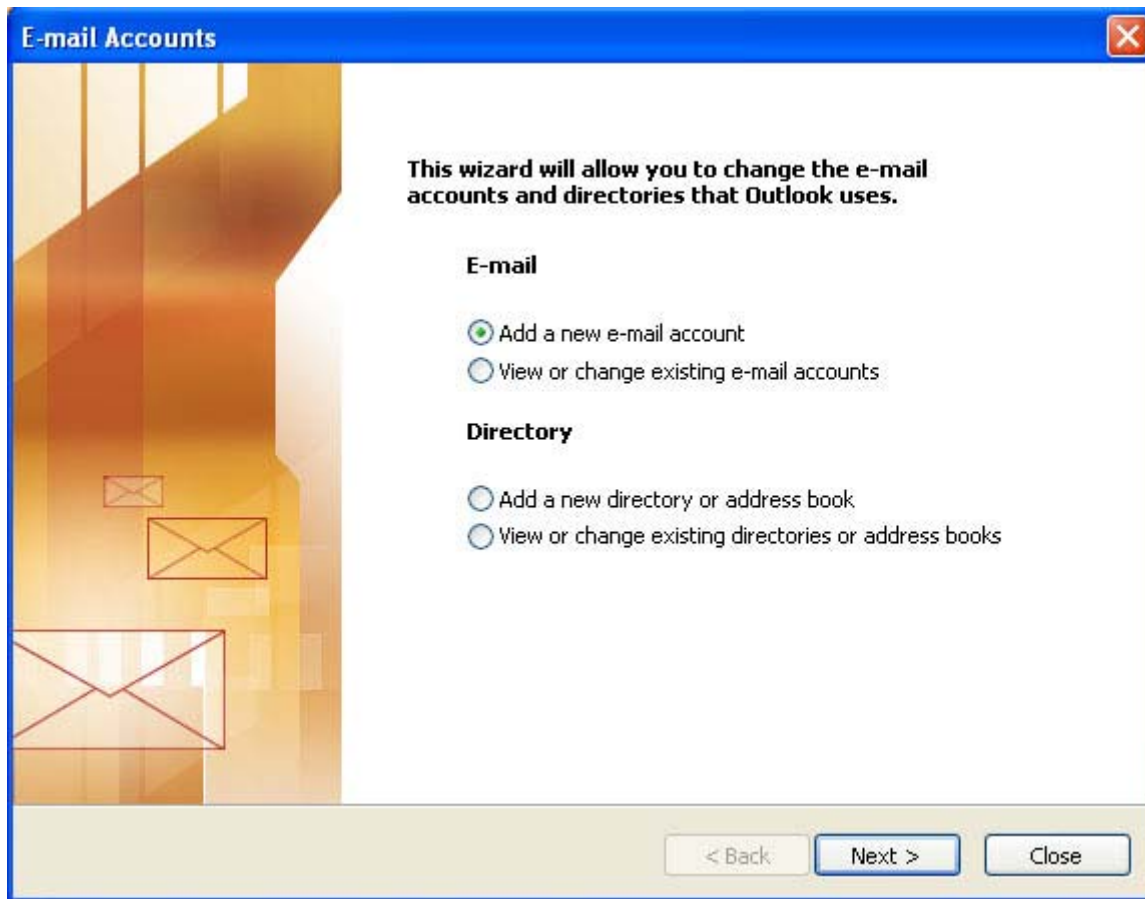 E-mail Accounts
This wizard will allow you to change the e-mail
accounts and directories that Outlook uses.
E-mail
Add a new e-mail account
View or change existing e-mail accounts
Directory
Add a new directory or address book
View or change existing directories or address books
< Back Next > Close